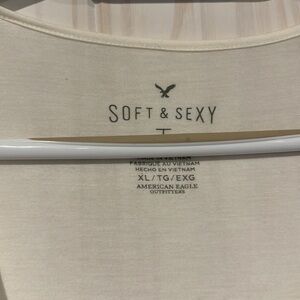 SOFT & SEXY
T
MADE IN VIETNAM
FABRIQUÉ AU VIETNAM
HECHO EN VIETNAM
XL/TG/EXG
AMERICAN EAGLE
OUTFITTERS